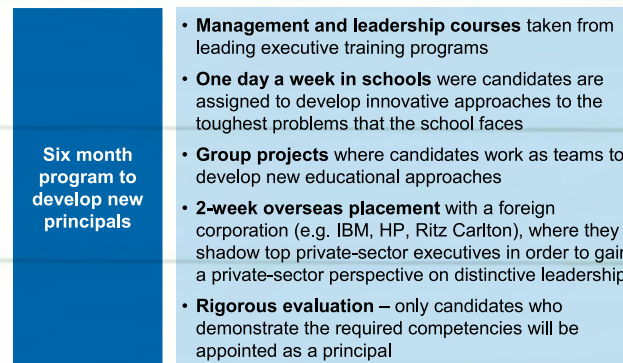 Six month
program to
develop new
principals
• Management and leadership courses taken from
leading executive training programs
• One day a week in schools were candidates are
assigned to develop innovative approaches to the
toughest problems that the school faces
• Group projects where candidates work as teams to
develop new educational approaches
• 2-week overseas placement with a foreign
corporation (e.g. IBM, HP, Ritz Carlton), where they
shadow top private-sector executives in order to gain
a private-sector perspective on distinctive leadership
• Rigorous evaluation – only candidates who
demonstrate the required competencies will be
appointed as a principal